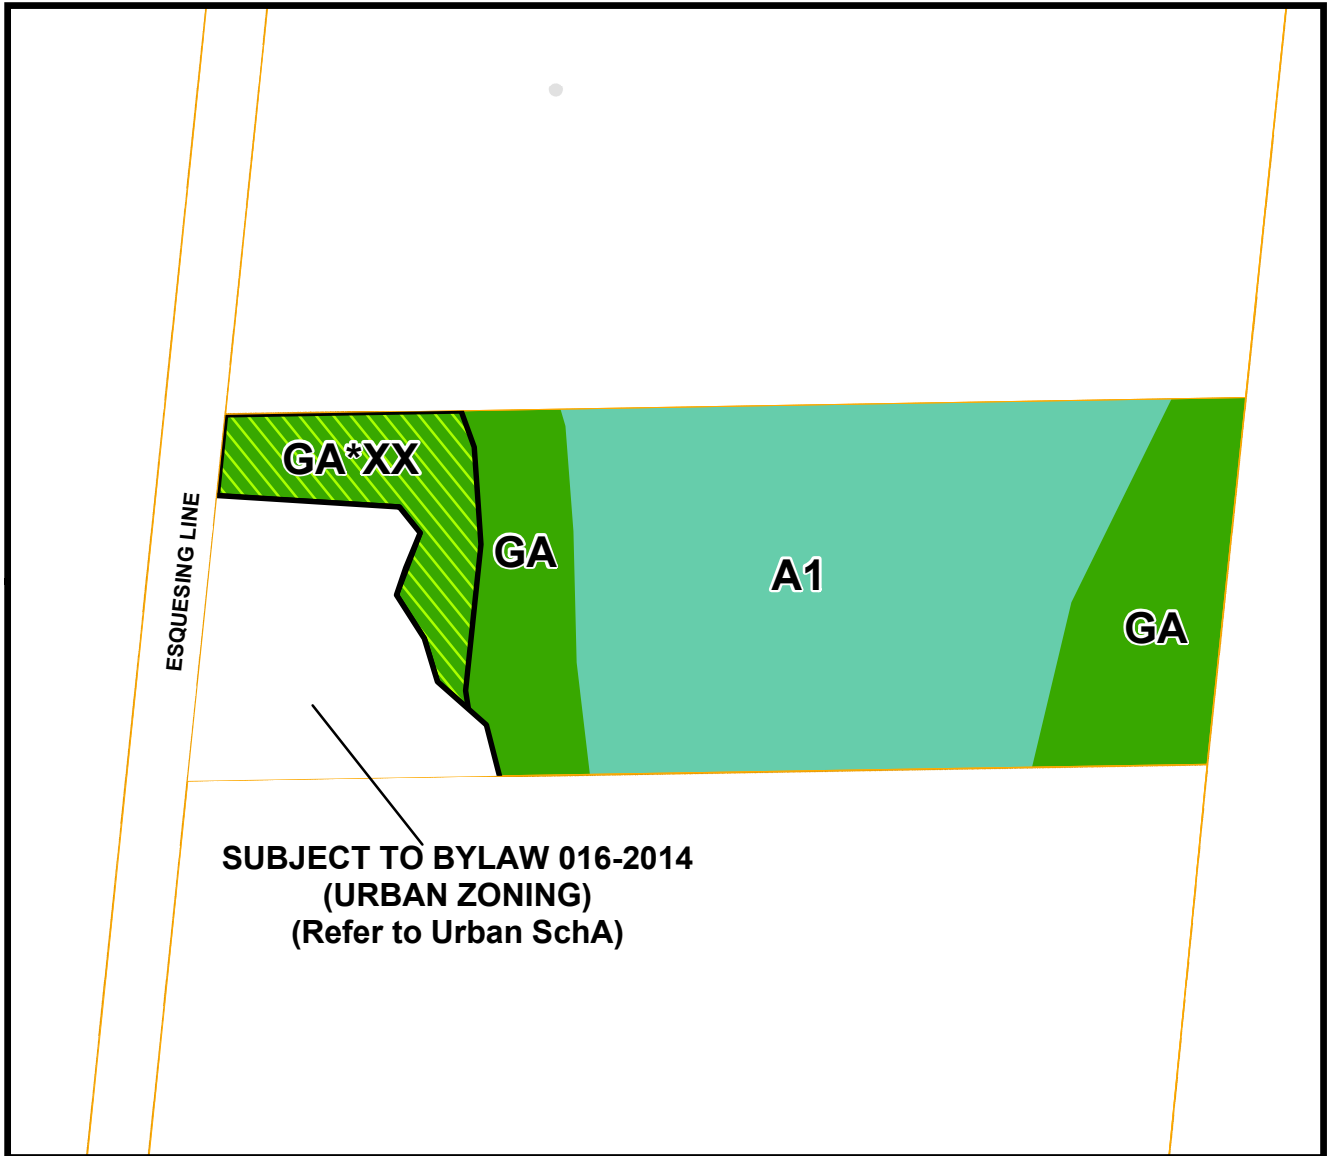 GA*XX
GA
A1
GA
ESQUESING LINE
SUBJECT TO BYLAW 016-2014
(URBAN ZONING)
(Refer to Urban SchA)